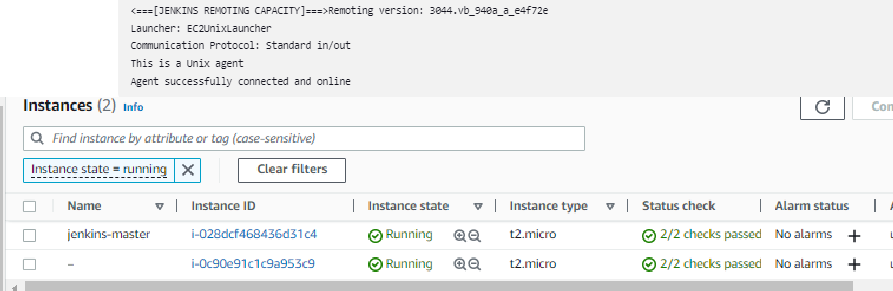 <===[JENKINS REMOTING CAPACITY]===>Remoting version: 3044.vb_940a_a_e4f72e
Launcher: EC2UnixLauncher
Communication Protocol: Standard in/out
This is a Unix agent
Agent successfully connected and online
Instances (2) Info
Con
Find instance by attribute or tag (case-sensitive)
Instance state = running
Clear filters
Name Instance ID Instance state Instance type Status check Alarm status
jenkins-master i-028dcf468436d31c4 Running t2.micro 2/2 checks passed No alarms +
– i-0c90e91c1c9a953c9 Running t2.micro 2/2 checks passed No alarms +